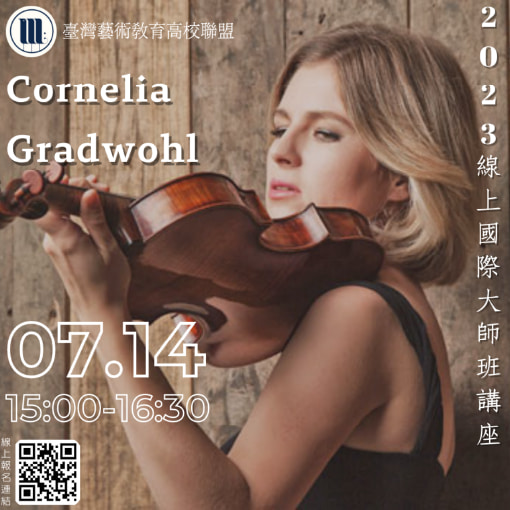 臺灣藝術教育高校聯盟
Cornelia
Gradwohl
2023線上國際大師班講座
07.14
15:00-16:30
線上報名連結